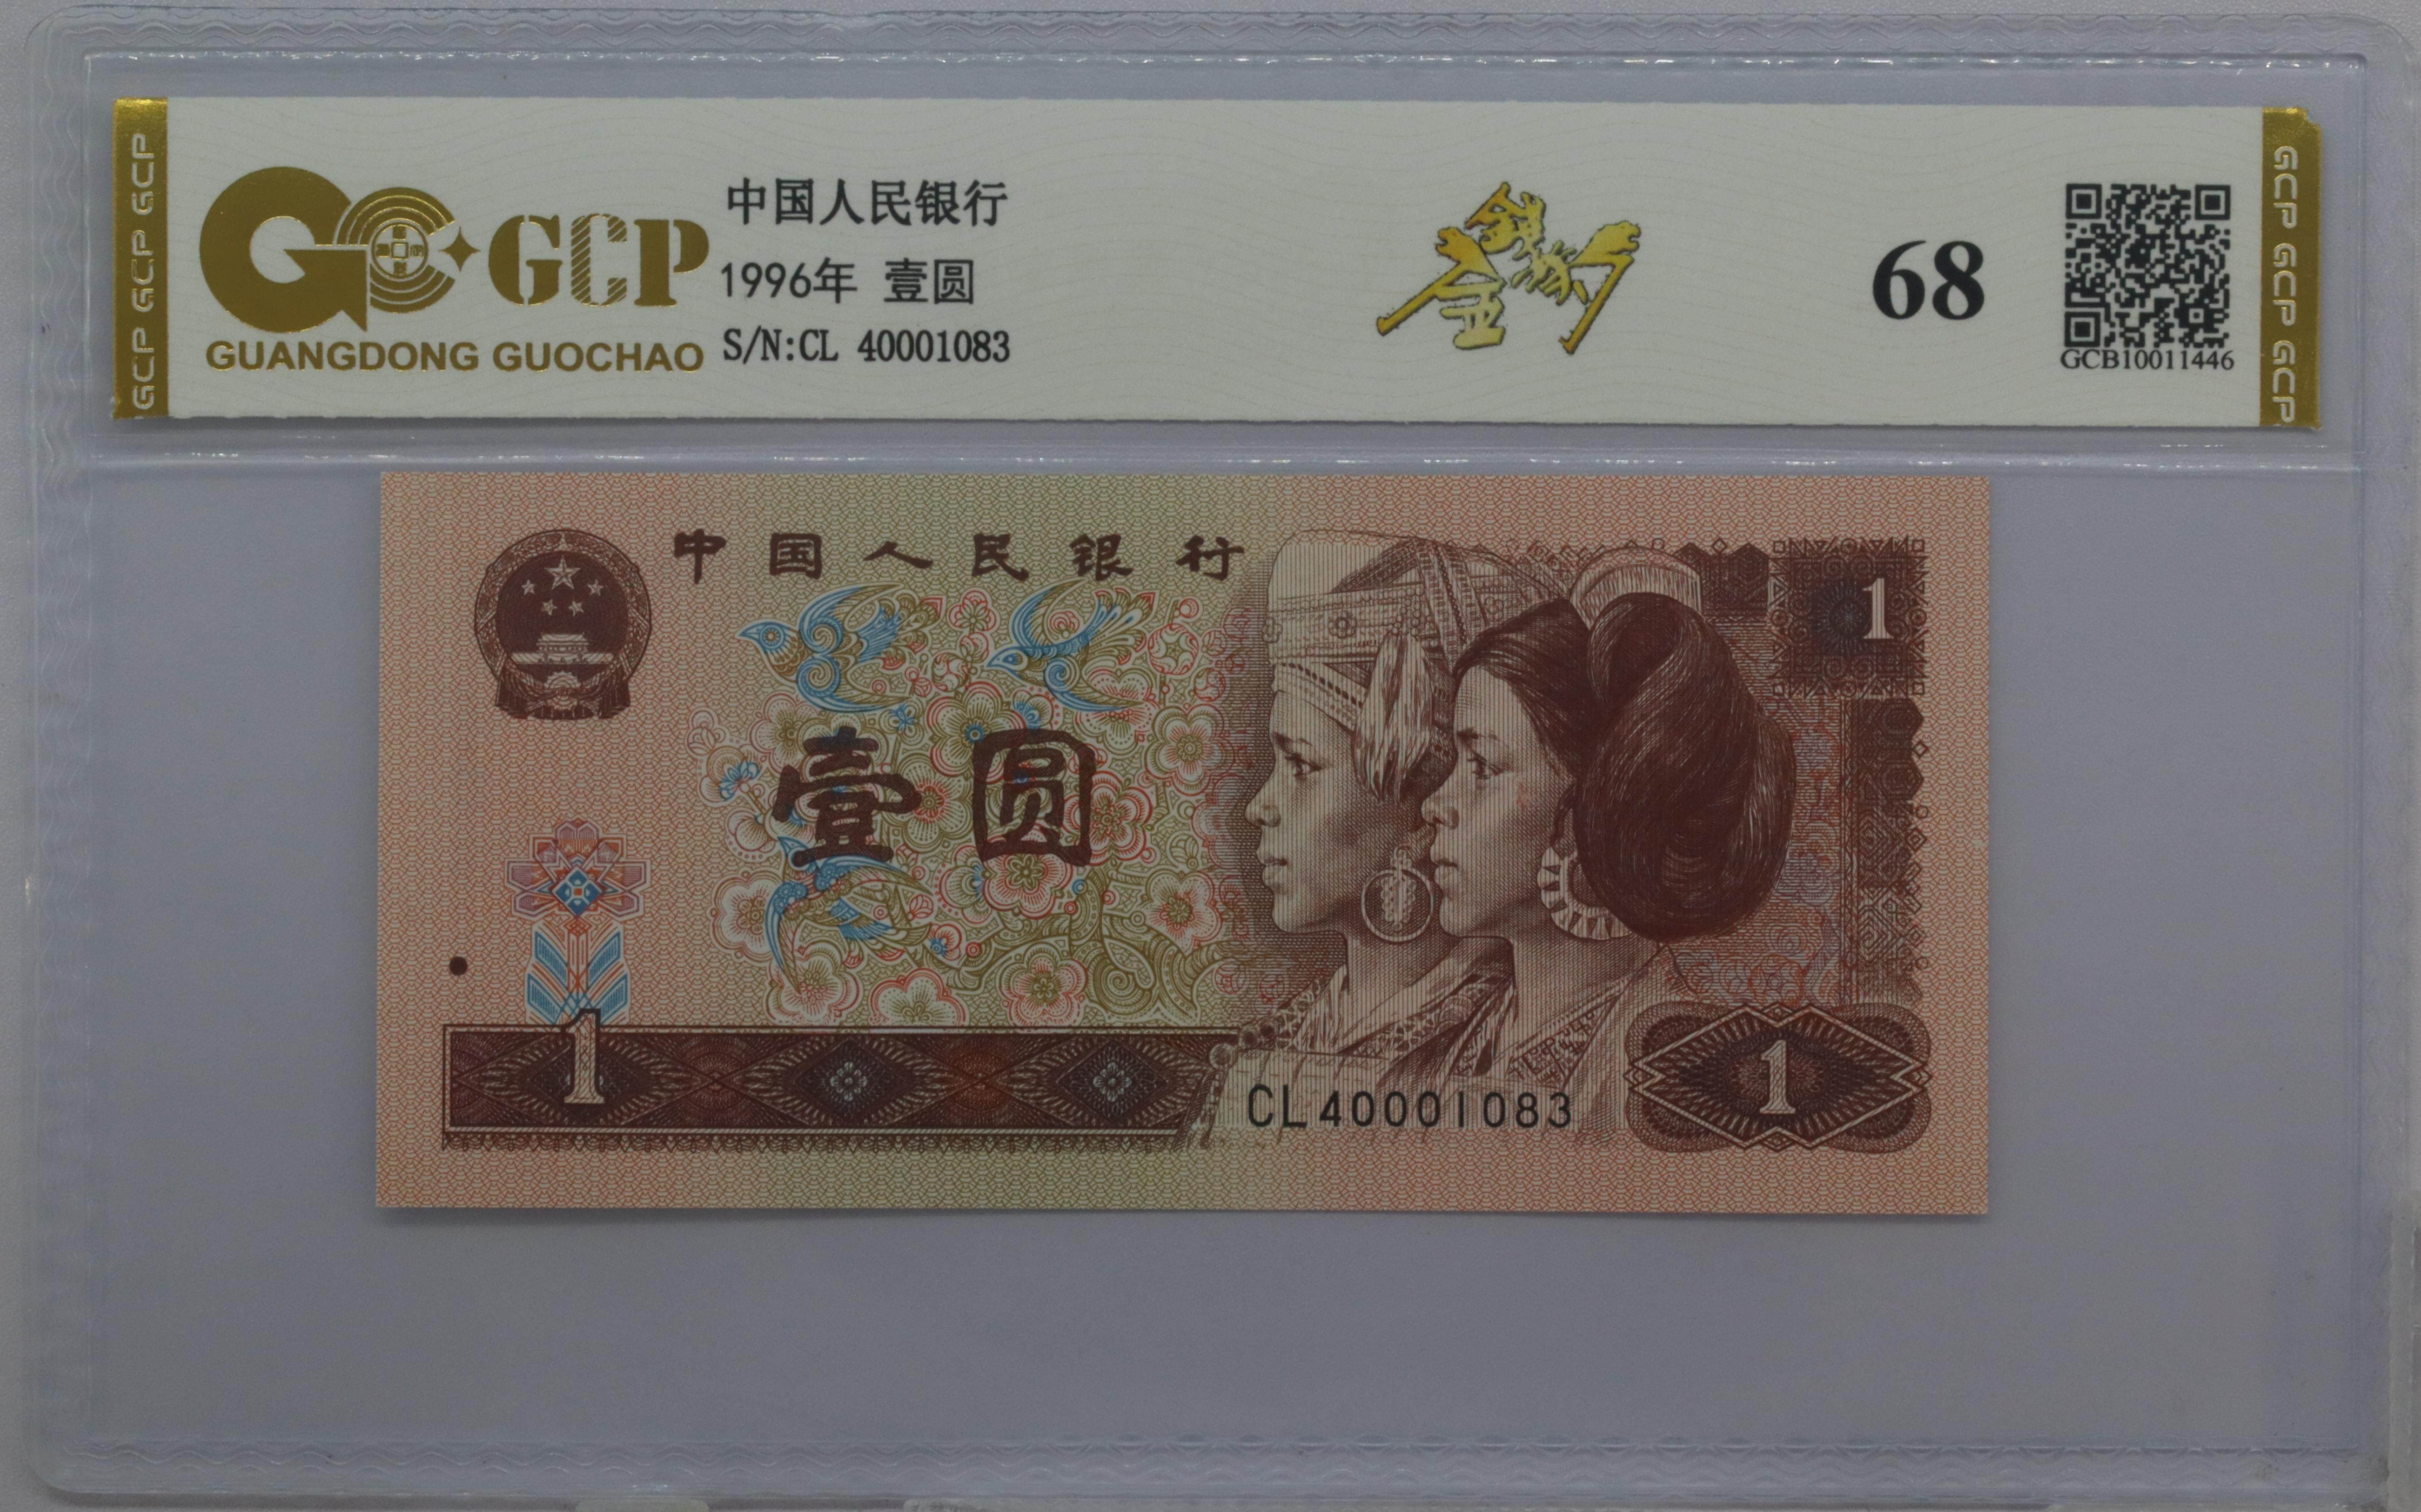 GCP GCP GCP
GCP
GUANGDONG GUOCHAO
中国人民银行
1996年 壹圆
S/N:CL 40001083
68
GCB10011446
GCP GCP GCP
中国人民银行
1
壹圆
1
CL40001083
1